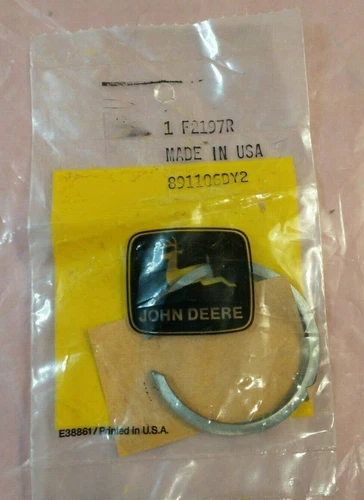 1 F2197R
MADE IN USA
891106DY2
JOHN DEERE
E38861/Printed in U.S.A.